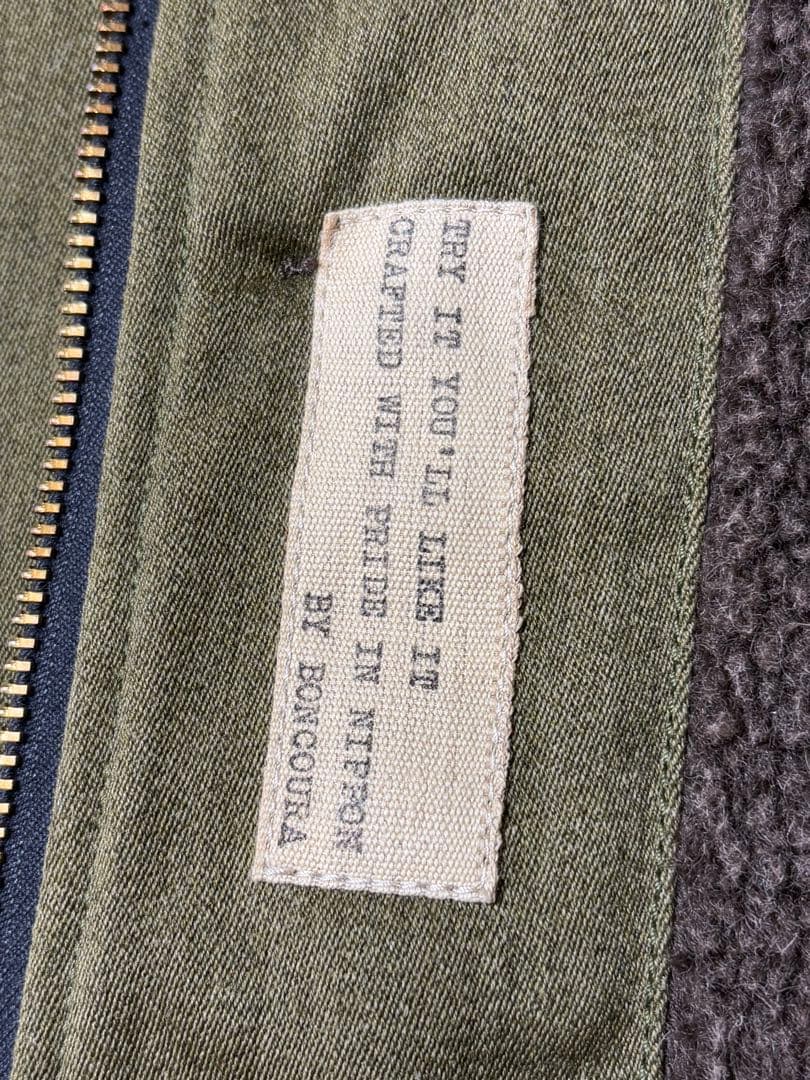 TRY IT YOU'LL LIKE IT
CRAFTED WITH PRIDE IN NIPPON
BY BONCOURA